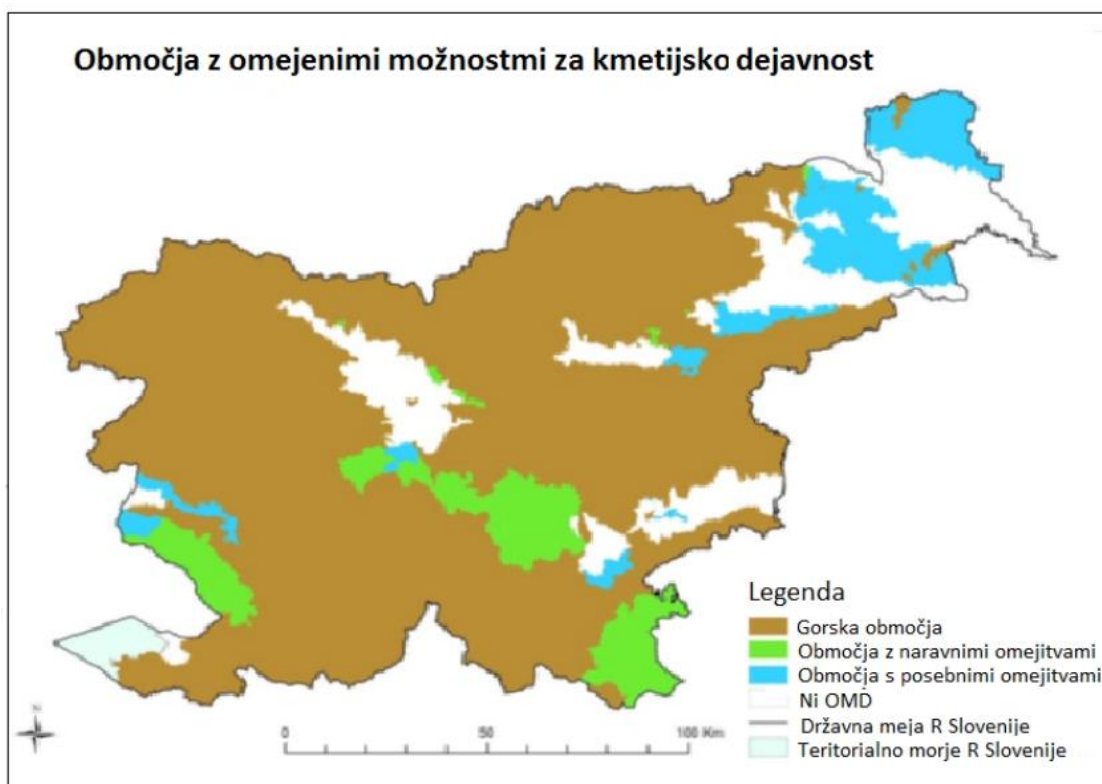 Območja z omejenimi možnostmi za kmetijsko dejavnost
Legenda
Gorska območja
Območja z naravnimi omejitvami
Območja s posebnimi omejitvami
Ni OMD
Državna meja R Slovenije
Teritorialno morje R Slovenije
0 50 100 Km